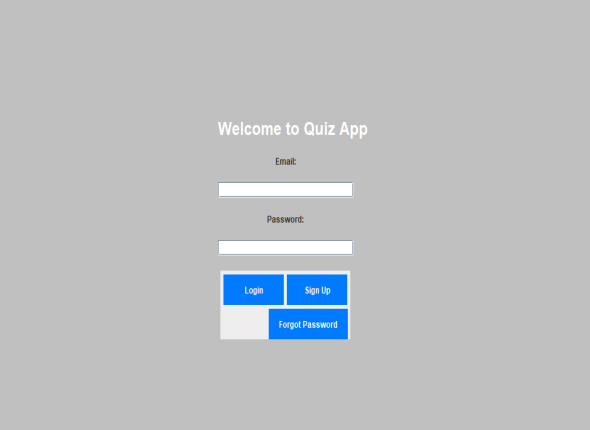 Welcome to Quiz App
Email:
Password:
Login
Sign Up
Forgot Password